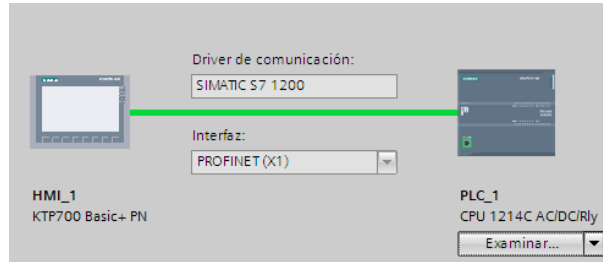 Driver de comunicación:
SIMATIC S7 1200
Interfaz:
PROFINET (X1)
HMI_1
KTP700 Basic+ PN
PLC_1
CPU 1214C AC/DC/Rly
Examinar...